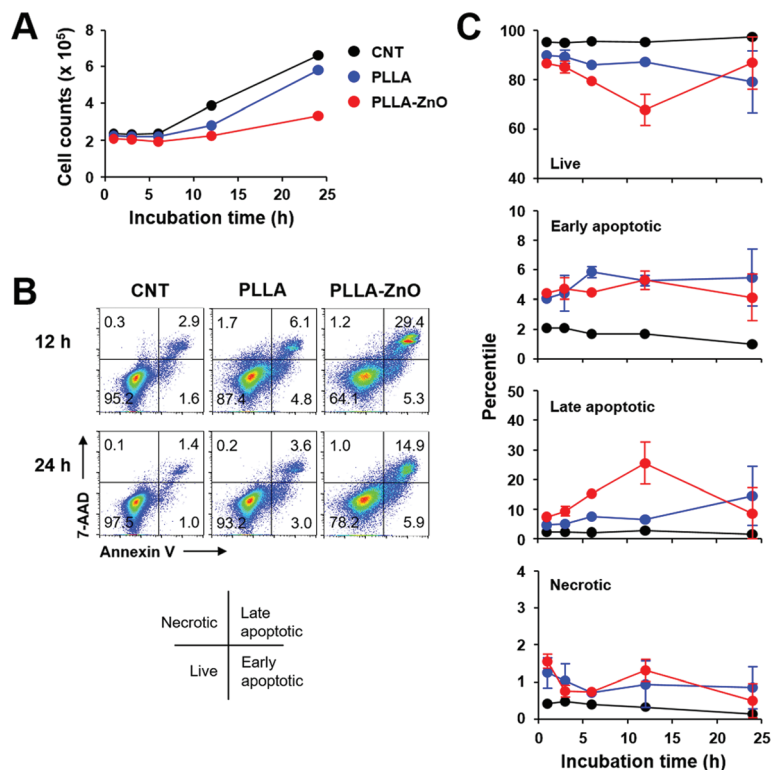 A
Cell counts (x 10⁵)
8
6
4
2
0
0 5 10 15 20 25
Incubation time (h)
CNT
PLLA
PLLA-ZnO
B
CNT PLLA PLLA-ZnO
12 h
0.3 2.9
95.2 1.6
1.7 6.1
87.4 4.8
1.2 29.4
64.1 5.3
24 h
0.1 1.4
97.5 1.0
0.2 3.6
93.2 3.0
1.0 14.9
78.2 5.9
7-AAD
Annexin V
Necrotic Late
apoptotic
Live Early
apoptotic
C
Percentile
100
80
60
40
Live
10
8
6
4
2
0
Early apoptotic
50
40
30
20
10
0
Late apoptotic
4
3
2
1
0
Necrotic
0 5 10 15 20 25
Incubation time (h)